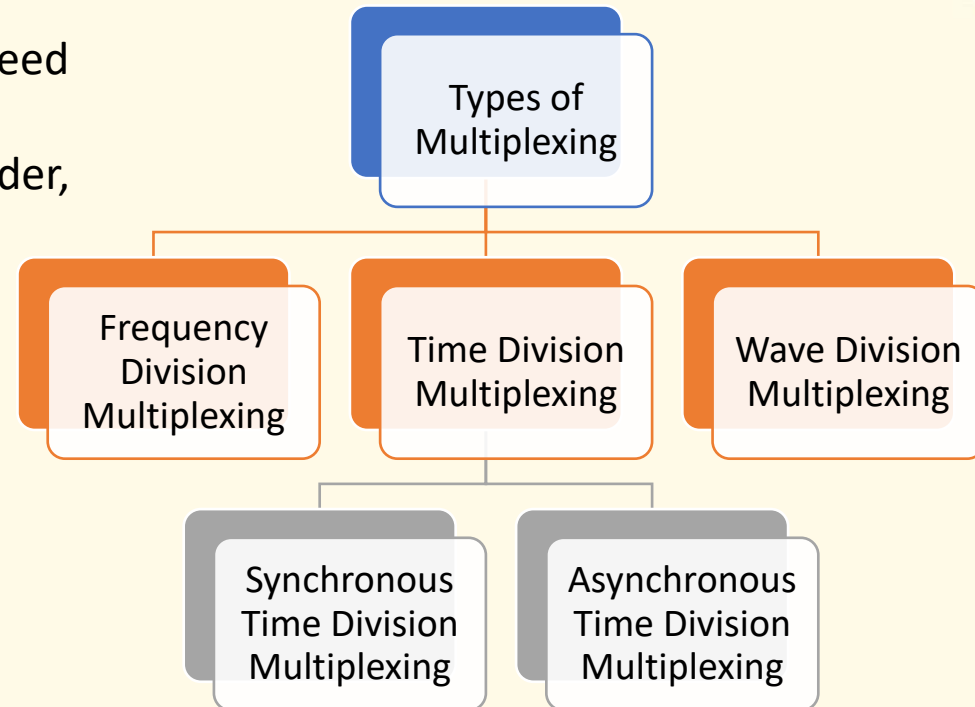 eed
der,
Types of
Multiplexing
Frequency
Division
Multiplexing
Time Division
Multiplexing
Wave Division
Multiplexing
Synchronous
Time Division
Multiplexing
Asynchronous
Time Division
Multiplexing